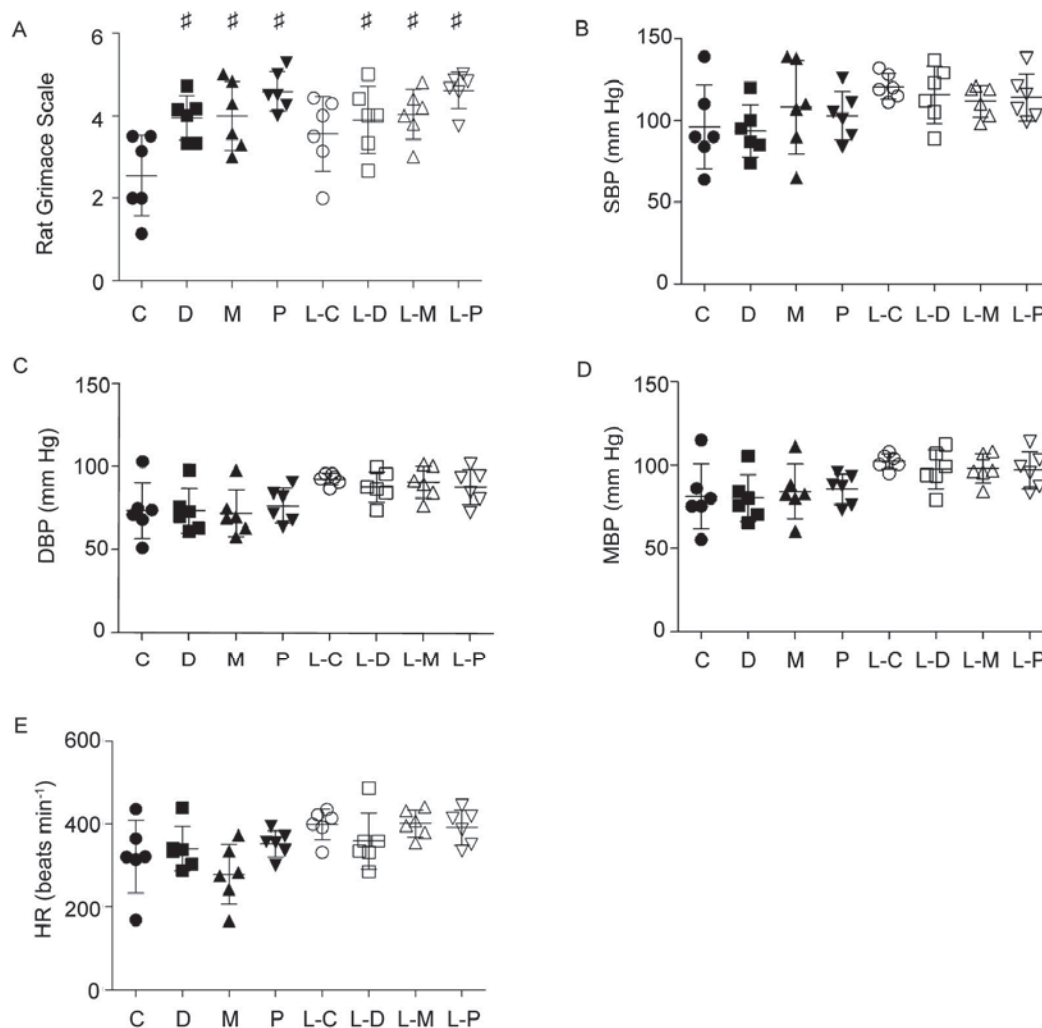 A
♯ ♯ ♯ ♯ ♯ ♯
Rat Grimace Scale
6
4
2
0
C D M P L-C L-D L-M L-P
B
SBP (mm Hg)
150
100
50
0
C D M P L-C L-D L-M L-P
C
DBP (mm Hg)
150
100
50
0
C D M P L-C L-D L-M L-P
D
MBP (mm Hg)
150
100
50
0
C D M P L-C L-D L-M L-P
E
HR (beats min⁻¹)
600
400
200
0
C D M P L-C L-D L-M L-P